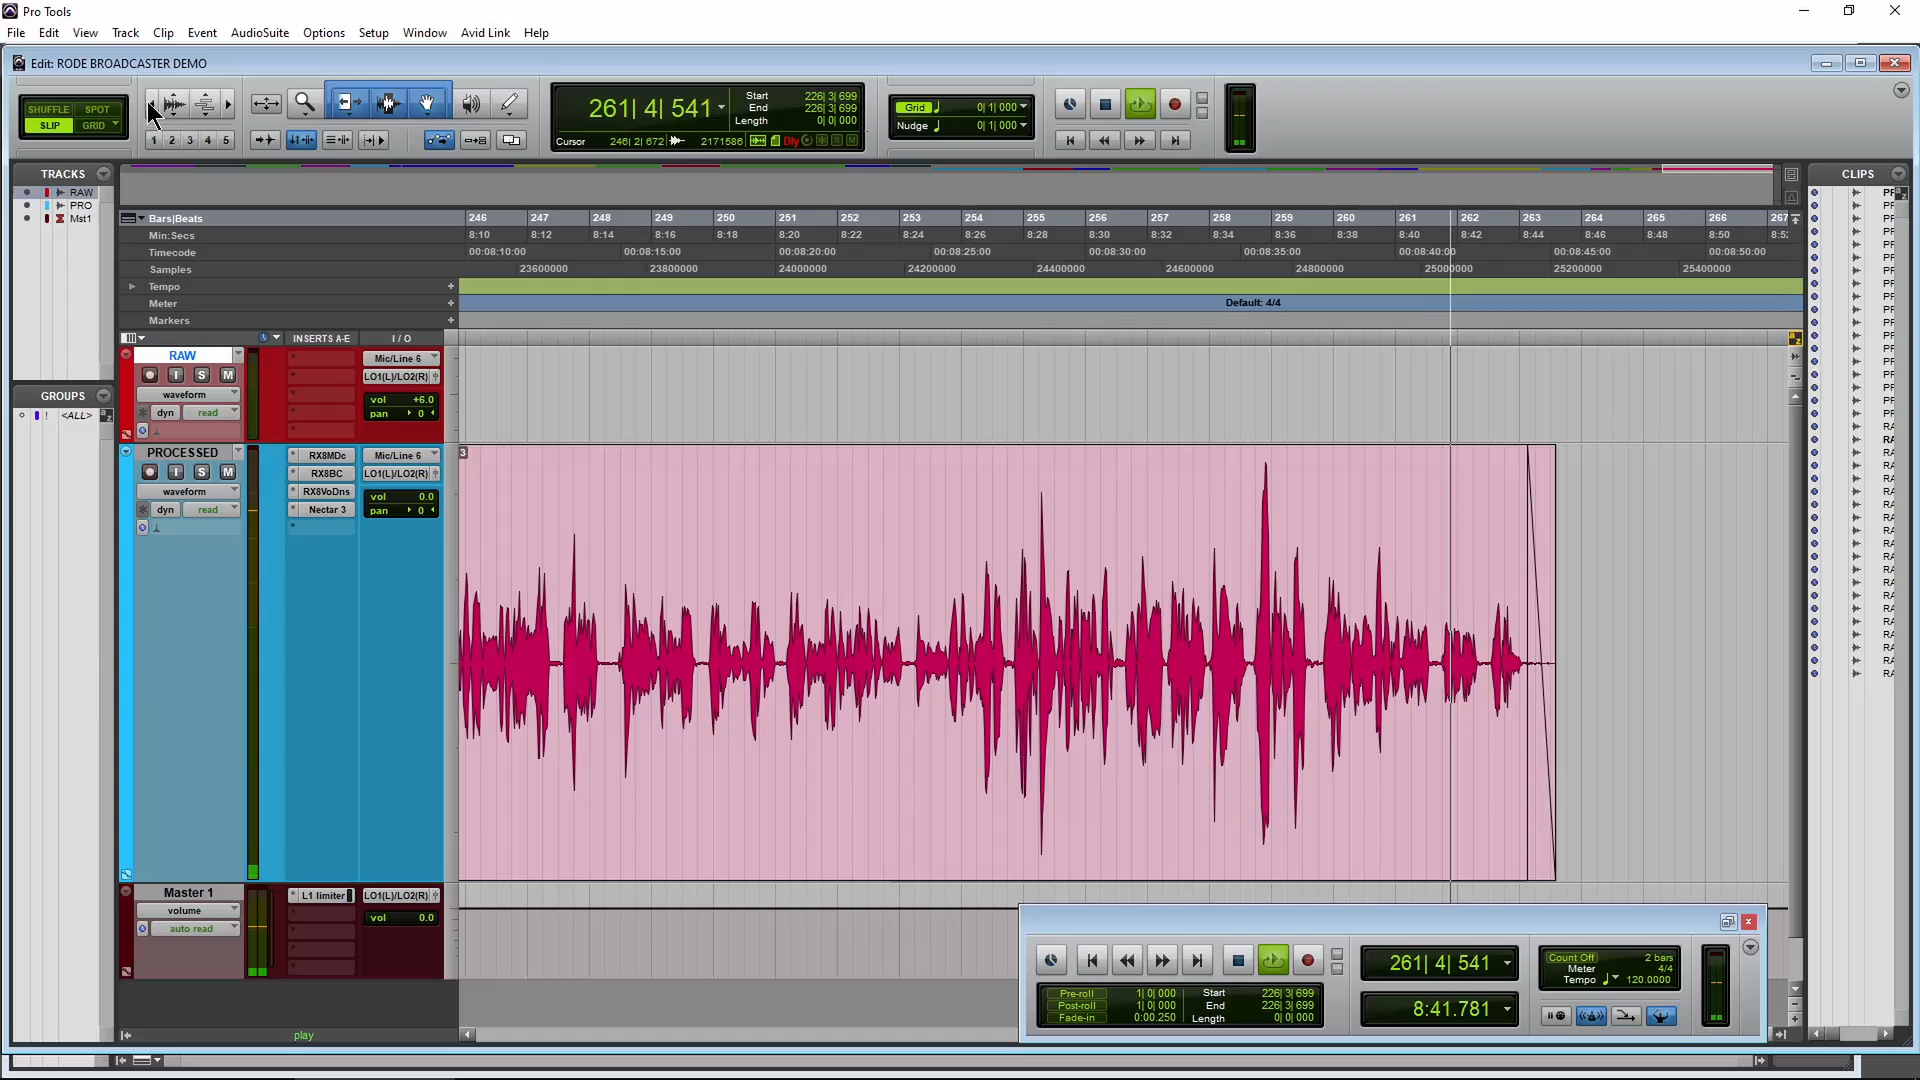 Pro Tools
File Edit View Track Clip Event AudioSuite Options Setup Window Avid Link Help
Edit: RODE BROADCASTER DEMO
SHUFFLE SPOT
SLIP GRID
1 2 3 4 5
261| 4| 541
Start 226| 3| 699
End 226| 3| 699
Length 0| 0| 000
Cursor 246| 2| 672 2171586 Dly S M
Grid 0| 1| 000
Nudge 0| 1| 000
TRACKS
RAW
PRO
Mst1
GROUPS
! <ALL>
CLIPS
Bars|Beats 246 247 248 249 250 251 252 253 254 255 256 257 258 259 260 261 262 263 264 265 266 267
Min:Secs 8:10 8:12 8:14 8:16 8:18 8:20 8:22 8:24 8:26 8:28 8:30 8:32 8:34 8:36 8:38 8:40 8:42 8:44 8:46 8:48 8:50 8:52
Timecode 00:08:10:00 00:08:15:00 00:08:20:00 00:08:25:00 00:08:30:00 00:08:35:00 00:08:40:00 00:08:45:00 00:08:50:00
Samples 23600000 23800000 24000000 24200000 24400000 24600000 24800000 25000000 25200000 25400000
Tempo
Meter Default: 4/4
Markers
INSERTS A-E I / O
RAW Mic/Line 6
I S M LO1(L)/LO2(R)
waveform vol +6.0
dyn read pan 0
PROCESSED RX8MDc Mic/Line 6
I S M RX8BC LO1(L)/LO2(R)
waveform RX8VoDns vol 0.0
dyn read Nectar 3 pan 0
3
Master 1 L1 limiter LO1(L)/LO2(R)
volume vol 0.0
auto read
play
261| 4| 541
8:41.781
Pre-roll 1| 0| 000 Start 226| 3| 699
Post-roll 1| 0| 000 End 226| 3| 699
Fade-in 0:00.250 Length 0| 0| 000
Count Off 2 bars
Meter 4/4
Tempo 120.0000